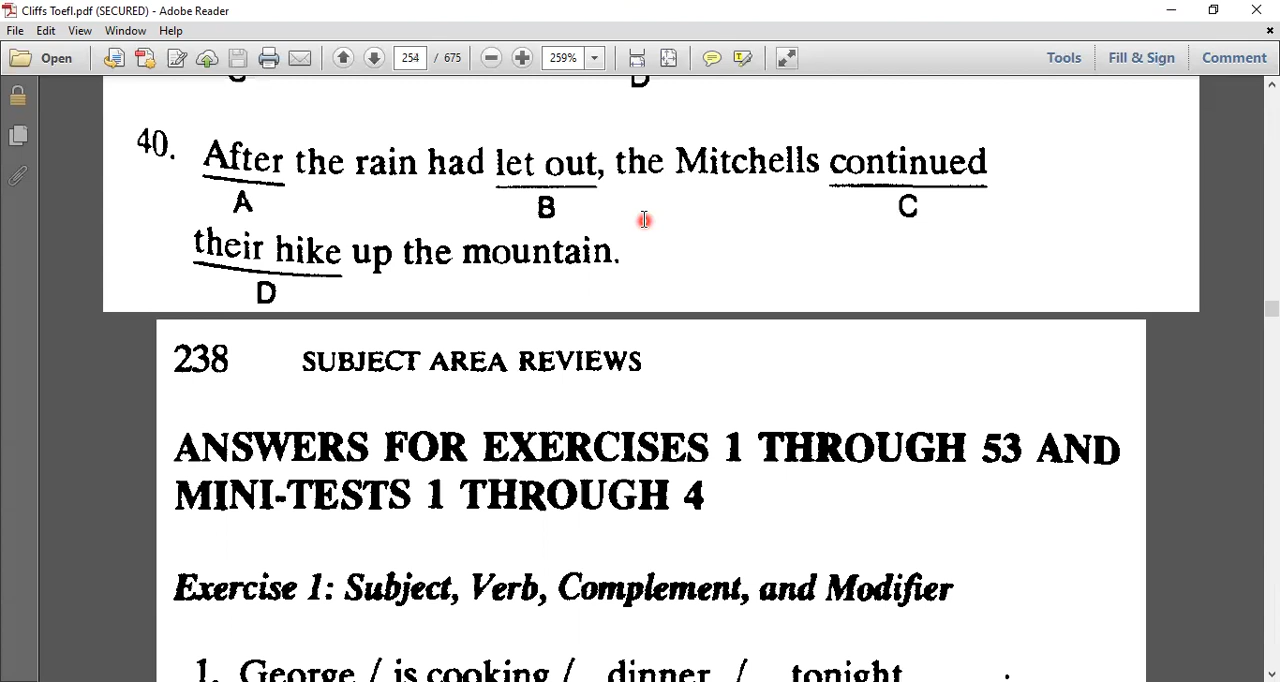 Cliffs Toefl.pdf (SECURED) - Adobe Reader
File Edit View Window Help
Open 254 / 675 259% Tools Fill & Sign Comment
40. After the rain had let out, the Mitchells continued
A B C
their hike up the mountain.
D
238 SUBJECT AREA REVIEWS
ANSWERS FOR EXERCISES 1 THROUGH 53 AND
MINI-TESTS 1 THROUGH 4
Exercise 1: Subject, Verb, Complement, and Modifier
1. George / is cooking / dinner / tonight